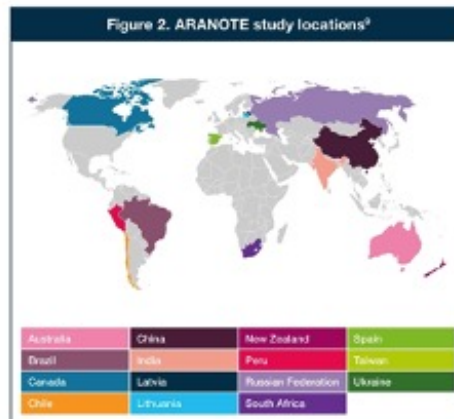 Figure 2. ARANOTE study locations⁹
Australia China New Zealand Spain
Brazil India Peru Taiwan
Canada Latvia Russian Federation Ukraine
Chile Lithuania South Africa